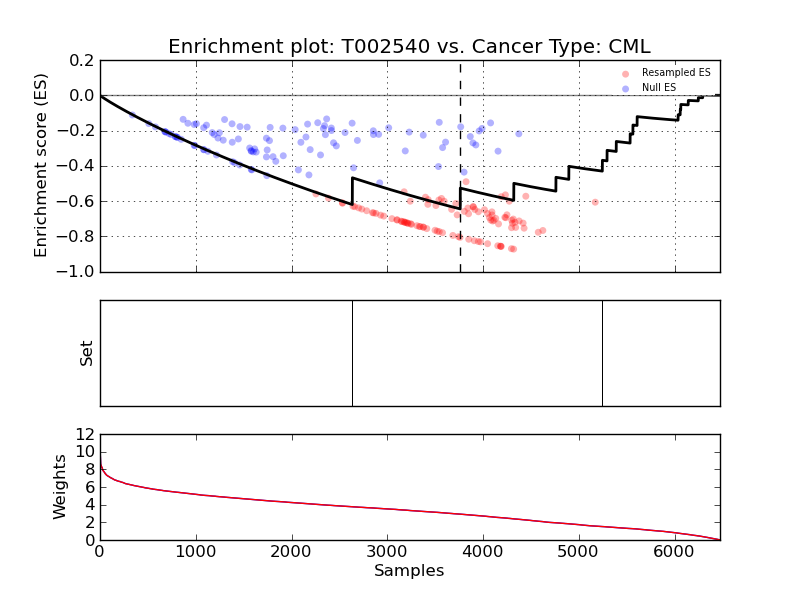 Enrichment plot: T002540 vs. Cancer Type: CML
Enrichment score (ES)
0.2
0.0
−0.2
−0.4
−0.6
−0.8
−1.0
Resampled ES
Null ES
Set
Weights
12
10
8
6
4
2
0
0 1000 2000 3000 4000 5000 6000
Samples